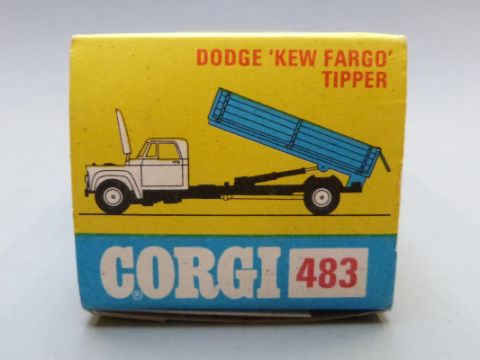 DODGE 'KEW FARGO'
TIPPER
CORGI® 483